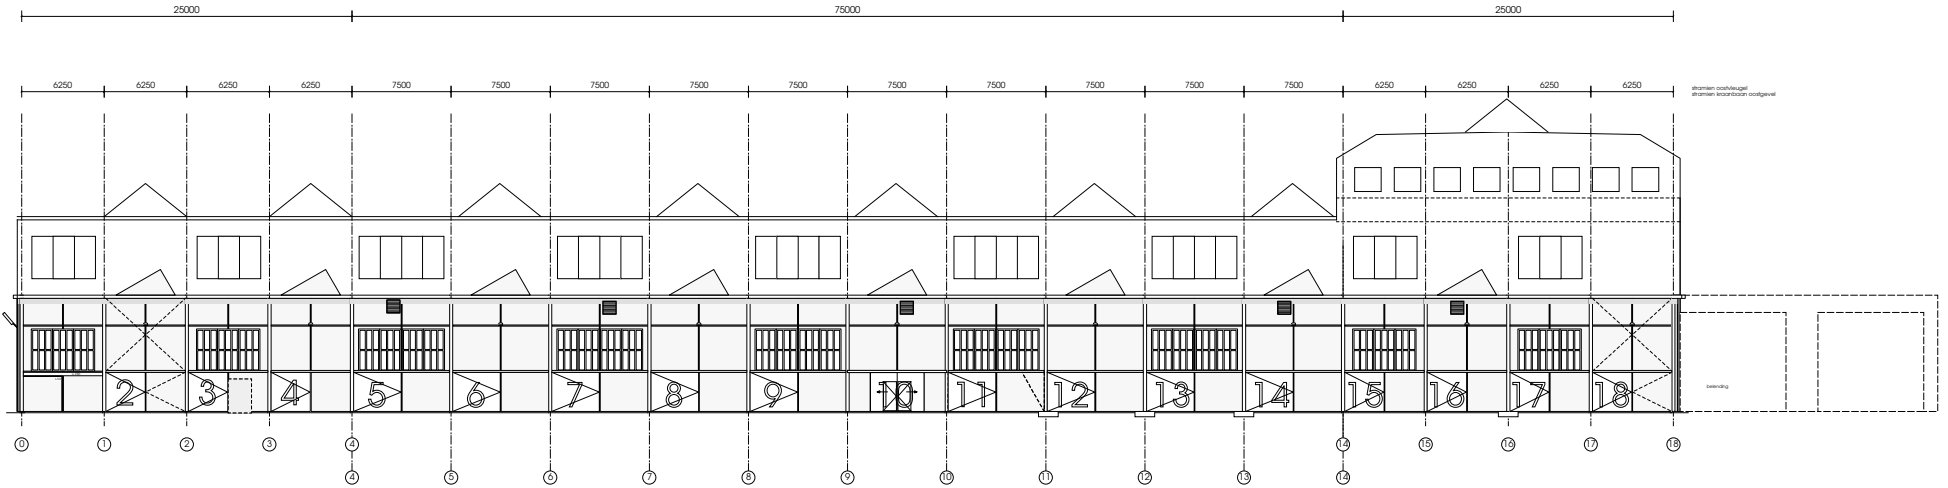 25000 75000 25000
6250 6250 6250 6250 7500 7500 7500 7500 7500 7500 7500 7500 7500 7500 6250 6250 6250 6250
stramien oostvleugel
stramien kraanbaan oostgevel
2 3 4 5 6 7 8 9 10 11 12 13 14 15 16 17 18
belending
0 1 2 3 4 14 15 16 17 18
4 5 6 7 8 9 10 11 12 13 14